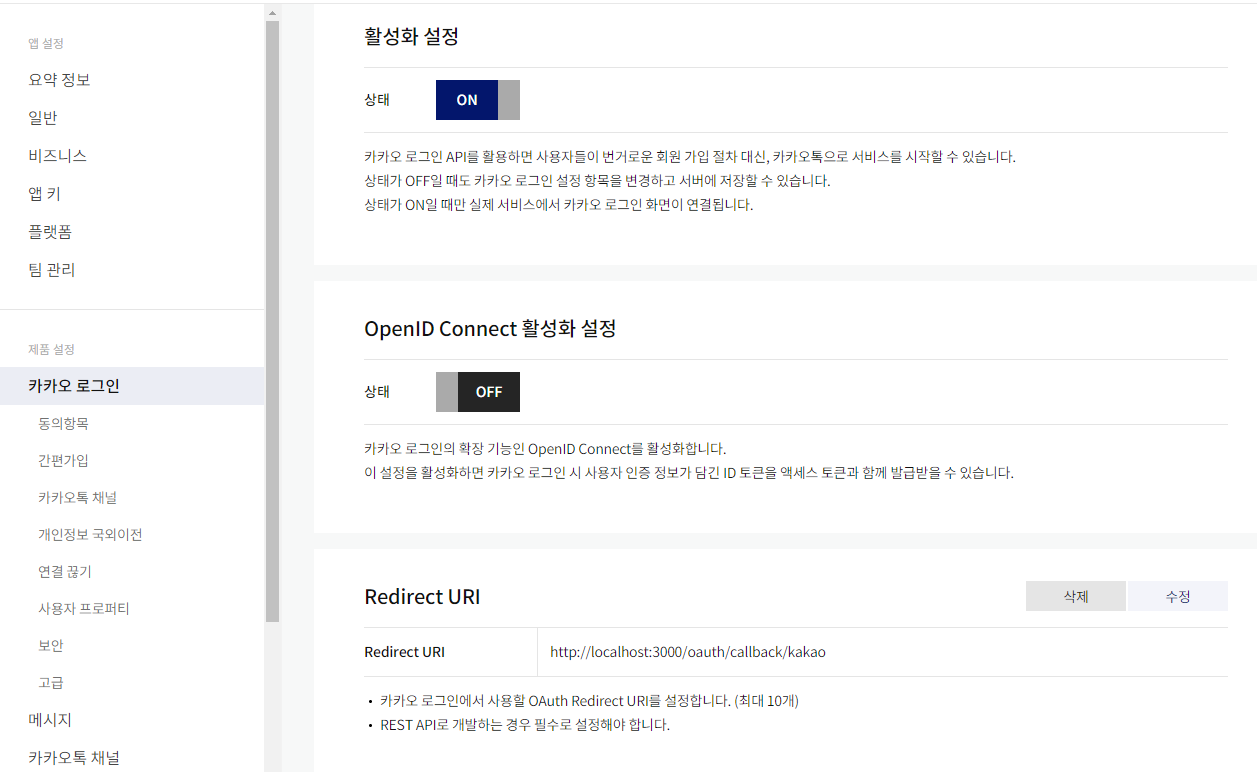 앱 설정
요약 정보
일반
비즈니스
앱 키
플랫폼
팀 관리
제품 설정
카카오 로그인
동의항목
간편가입
카카오톡 채널
개인정보 국외이전
연결 끊기
사용자 프로퍼티
보안
고급
메시지
카카오톡 채널
활성화 설정
상태 ON
카카오 로그인 API를 활용하면 사용자들이 번거로운 회원 가입 절차 대신, 카카오톡으로 서비스를 시작할 수 있습니다.
상태가 OFF일 때도 카카오 로그인 설정 항목을 변경하고 서버에 저장할 수 있습니다.
상태가 ON일 때만 실제 서비스에서 카카오 로그인 화면이 연결됩니다.
OpenID Connect 활성화 설정
상태 OFF
카카오 로그인의 확장 기능인 OpenID Connect를 활성화합니다.
이 설정을 활성화하면 카카오 로그인 시 사용자 인증 정보가 담긴 ID 토큰을 액세스 토큰과 함께 발급받을 수 있습니다.
Redirect URI 삭제 수정
Redirect URI http://localhost:3000/oauth/callback/kakao
• 카카오 로그인에서 사용할 OAuth Redirect URI를 설정합니다. (최대 10개)
• REST API로 개발하는 경우 필수로 설정해야 합니다.